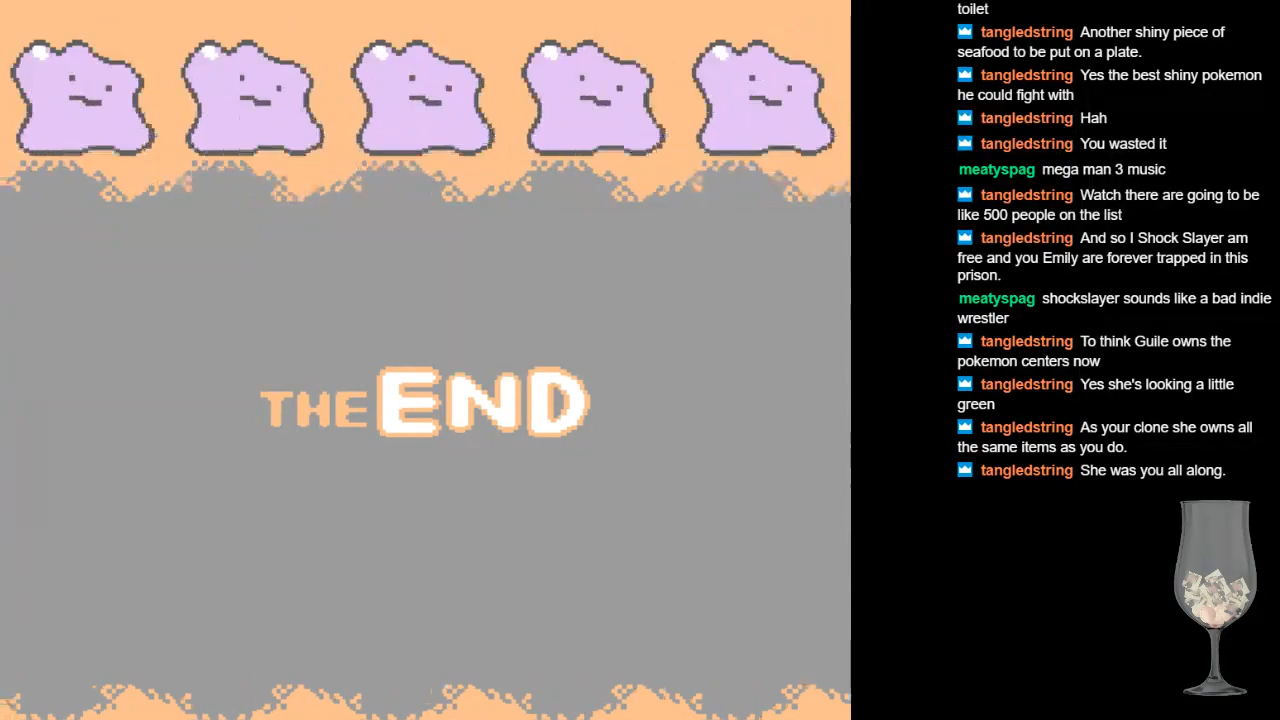 THE END
toilet
tangledstring Another shiny piece of
seafood to be put on a plate.
tangledstring Yes the best shiny pokemon
he could fight with
tangledstring Hah
tangledstring You wasted it
meatyspag mega man 3 music
tangledstring Watch there are going to be
like 500 people on the list
tangledstring And so I Shock Slayer am
free and you Emily are forever trapped in this
prison.
meatyspag shockslayer sounds like a bad indie
wrestler
tangledstring To think Guile owns the
pokemon centers now
tangledstring Yes she's looking a little
green
tangledstring As your clone she owns all
the same items as you do.
tangledstring She was you all along.